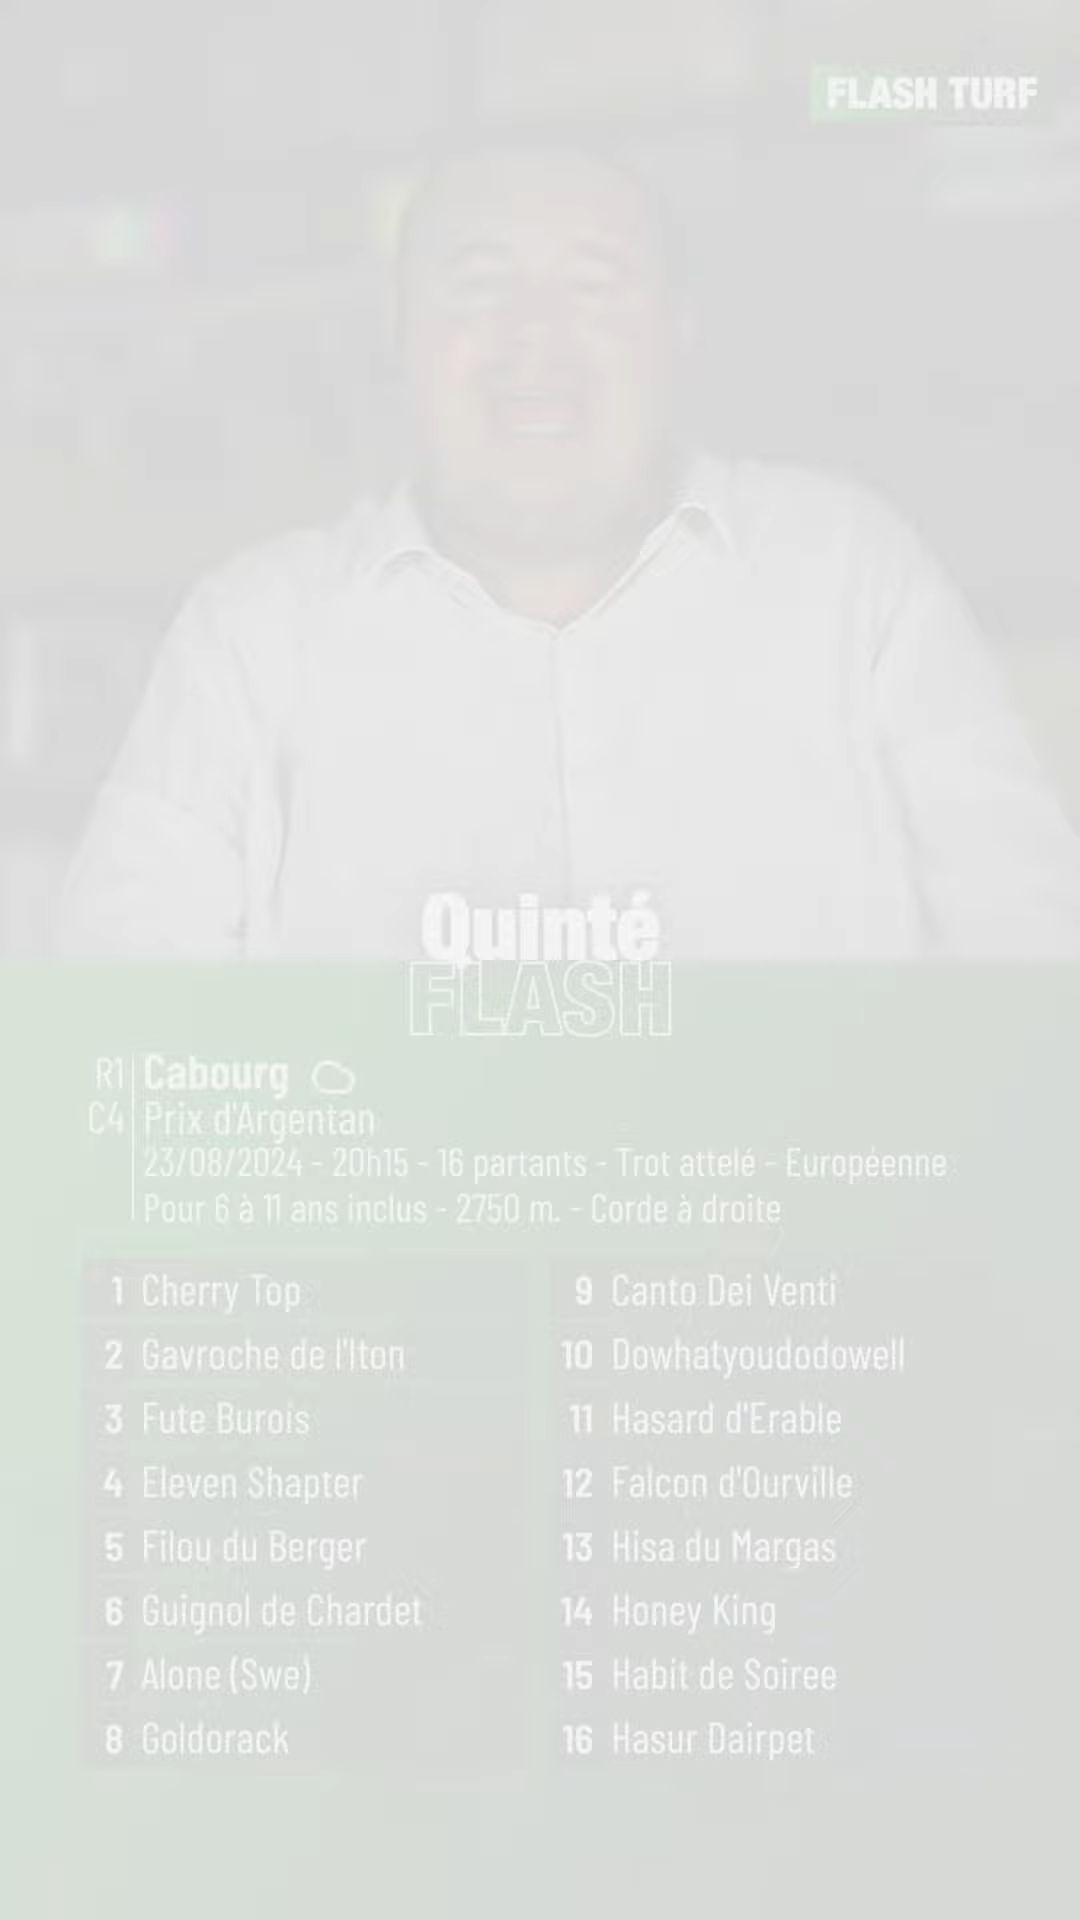 FLASH TURF
Quinté
FLASH
R1 Cabourg
C4 Prix d'Argentan
23/08/2024 - 20h15 - 16 partants - Trot attelé - Européenne
Pour 6 à 11 ans inclus - 2750 m. - Corde à droite
1 Cherry Top
2 Gavroche de l'Iton
3 Fute Burois
4 Eleven Shapter
5 Filou du Berger
6 Guignol de Chardet
7 Alone (Swe)
8 Goldorack
9 Canto Dei Venti
10 Dowhatyoudodowell
11 Hasard d'Erable
12 Falcon d'Ourville
13 Hisa du Margas
14 Honey King
15 Habit de Soiree
16 Hasur Dairpet